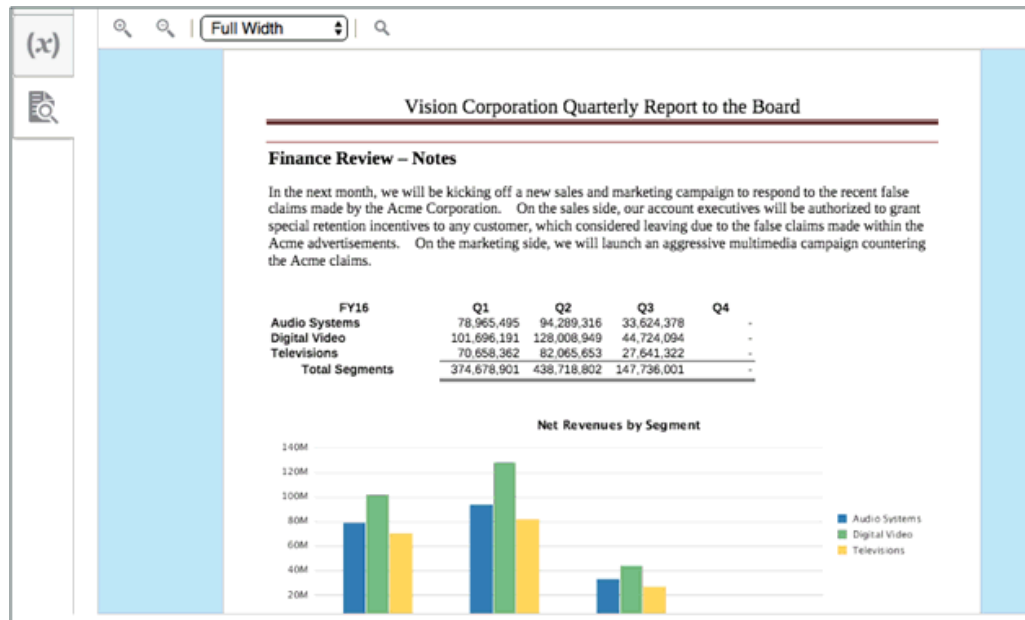 (x)
Full Width
Vision Corporation Quarterly Report to the Board
Finance Review – Notes
In the next month, we will be kicking off a new sales and marketing campaign to respond to the recent false
claims made by the Acme Corporation. On the sales side, our account executives will be authorized to grant
special retention incentives to any customer, which considered leaving due to the false claims made within the
Acme advertisements. On the marketing side, we will launch an aggressive multimedia campaign countering
the Acme claims.
FY16 Q1 Q2 Q3 Q4
Audio Systems 78,965,495 94,289,316 33,624,378 -
Digital Video 101,696,191 128,008,949 44,724,094 -
Televisions 70,658,362 82,065,653 27,641,322 -
Total Segments 374,678,901 438,718,802 147,736,001 -
Net Revenues by Segment
140M
120M
100M
80M
60M
40M
20M
Audio Systems
Digital Video
Televisions